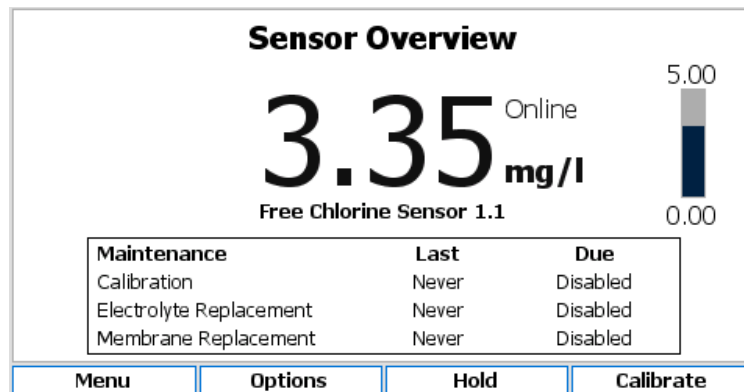 Sensor Overview
5.00
3.35 Online
mg/l
Free Chlorine Sensor 1.1
0.00
Maintenance Last Due
Calibration Never Disabled
Electrolyte Replacement Never Disabled
Membrane Replacement Never Disabled
Menu Options Hold Calibrate